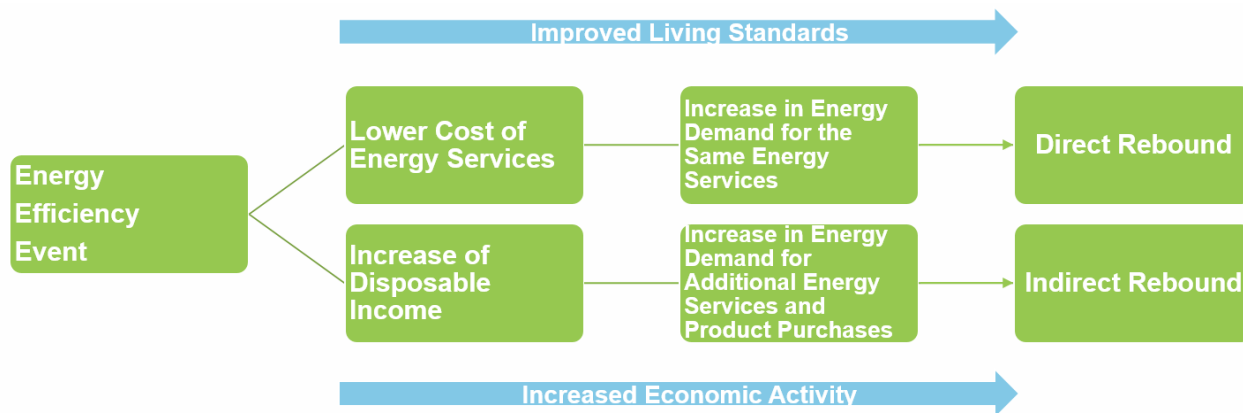 Improved Living Standards
Energy
Efficiency
Event
Lower Cost of
Energy Services
Increase in Energy
Demand for the
Same Energy
Services
Direct Rebound
Increase of
Disposable
Income
Increase in Energy
Demand for
Additional Energy
Services and
Product Purchases
Indirect Rebound
Increased Economic Activity